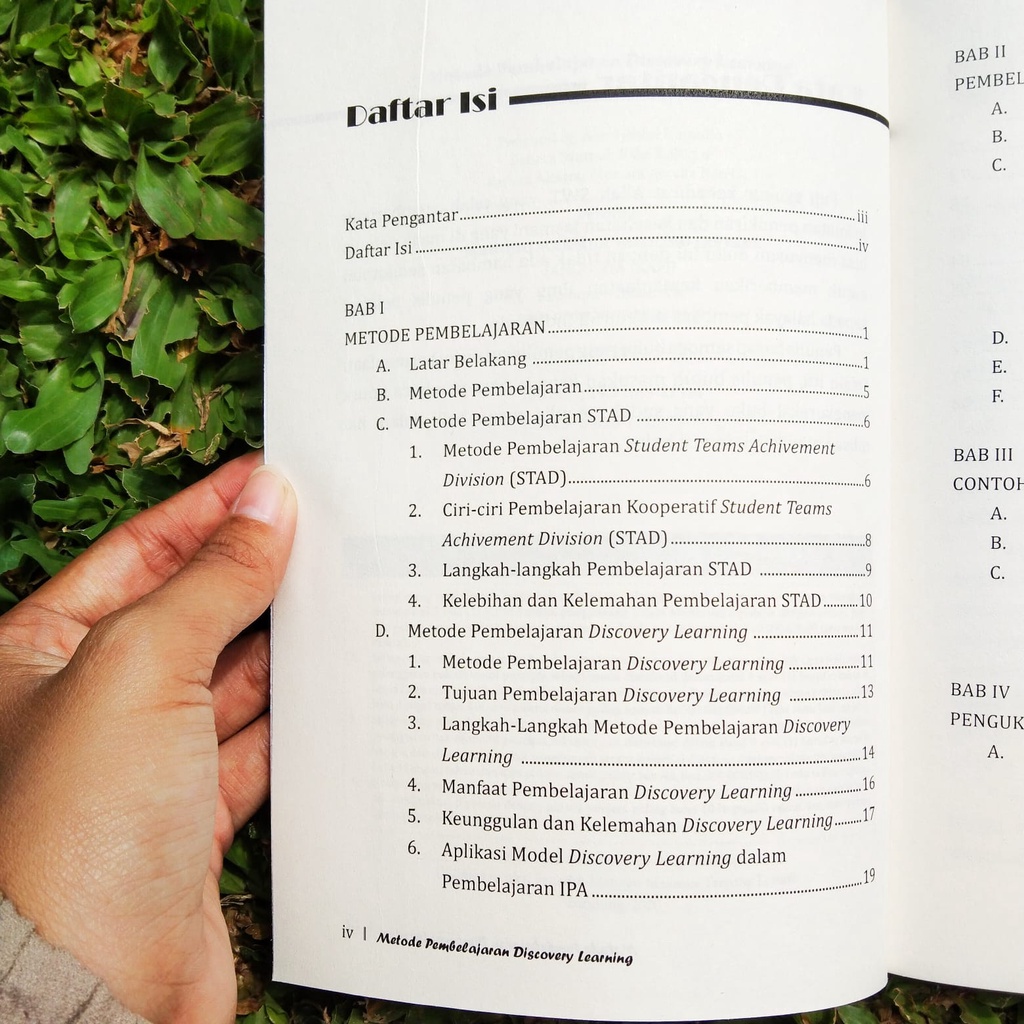 Daftar Isi
Kata Pengantar iii
Daftar Isi iv
BAB I
METODE PEMBELAJARAN 1
A. Latar Belakang 1
B. Metode Pembelajaran 5
C. Metode Pembelajaran STAD 6
1. Metode Pembelajaran Student Teams Achivement
Division (STAD) 6
2. Ciri-ciri Pembelajaran Kooperatif Student Teams
Achivement Division (STAD) 8
3. Langkah-langkah Pembelajaran STAD 9
4. Kelebihan dan Kelemahan Pembelajaran STAD 10
D. Metode Pembelajaran Discovery Learning 11
1. Metode Pembelajaran Discovery Learning 11
2. Tujuan Pembelajaran Discovery Learning 13
3. Langkah-Langkah Metode Pembelajaran Discovery
Learning 14
4. Manfaat Pembelajaran Discovery Learning 16
5. Keunggulan dan Kelemahan Discovery Learning 17
6. Aplikasi Model Discovery Learning dalam
Pembelajaran IPA 19
iv | Metode Pembelajaran Discovery Learning
BAB II
PEMBEL
A.
B.
C.
D.
E.
F.
BAB III
CONTOH
A.
B.
C.
BAB IV
PENGUK
A.